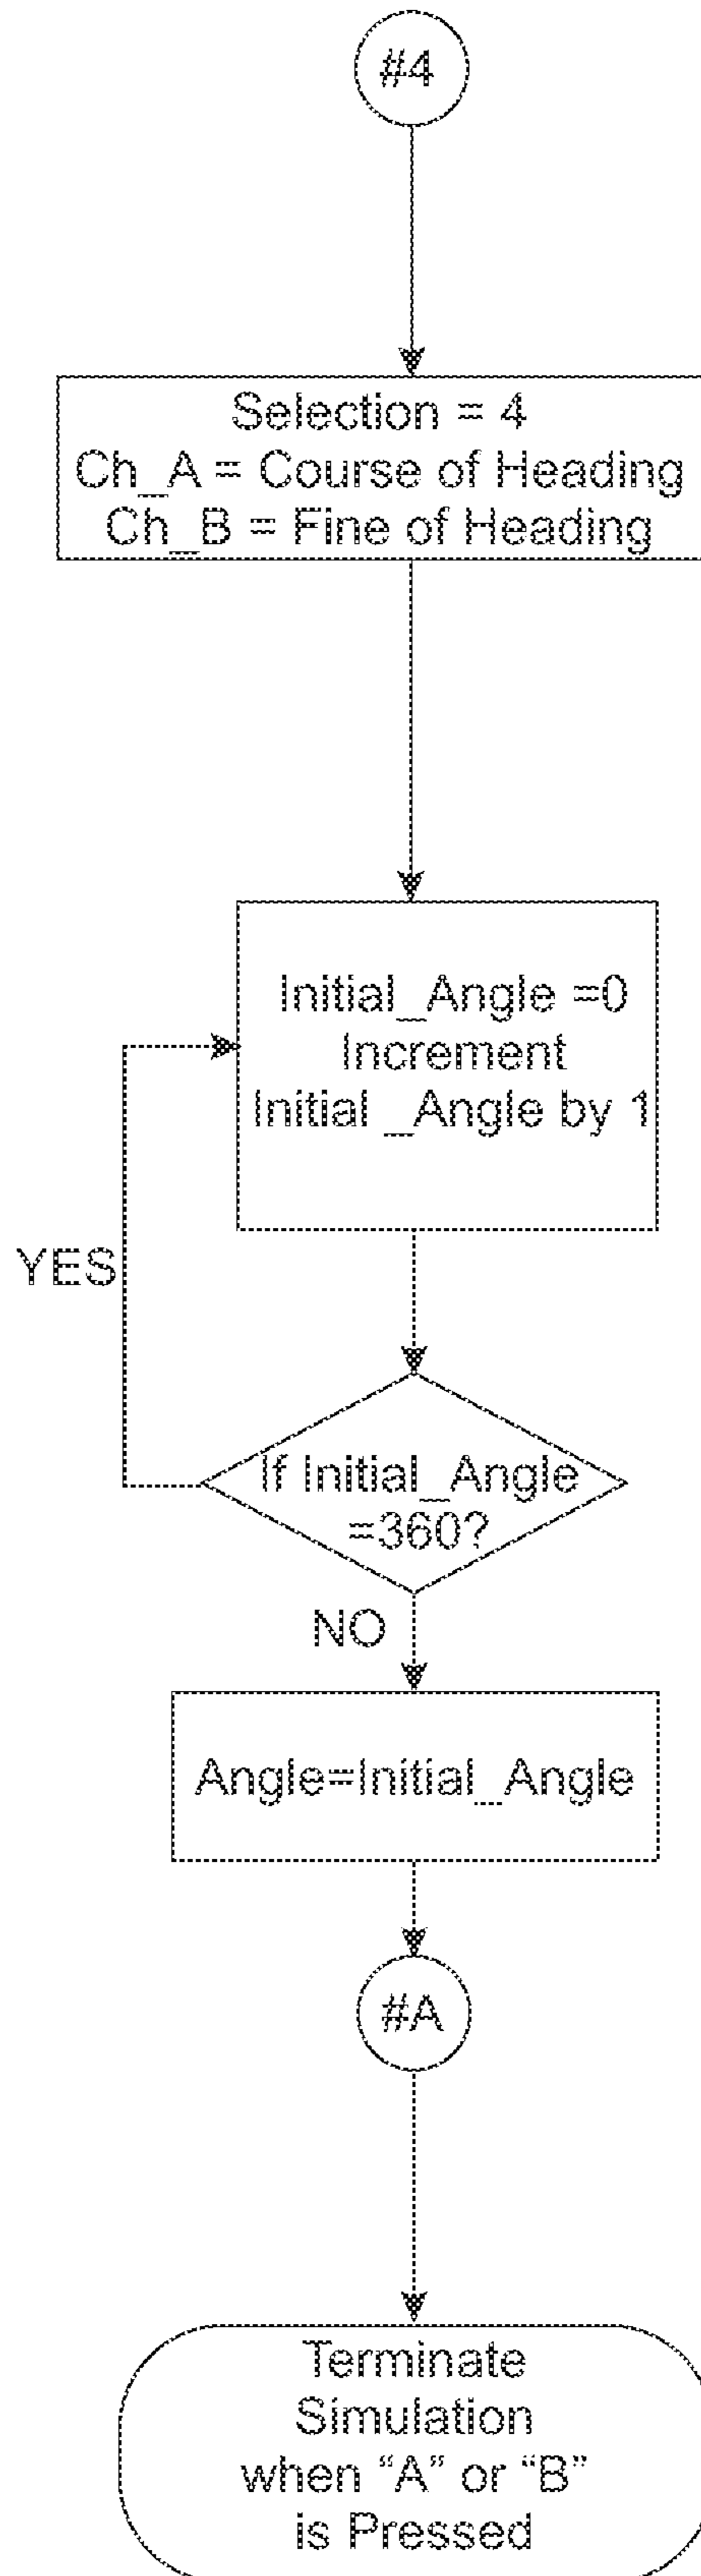 #4
Selection = 4
Ch_A = Course of Heading
Ch_B = Fine of Heading
Initial_Angle =0
Increment
Initial _Angle by 1
YES
If Initial_Angle
=360?
NO
Angle=Initial_Angle
#A
Terminate
Simulation
when “A” or “B”
is Pressed